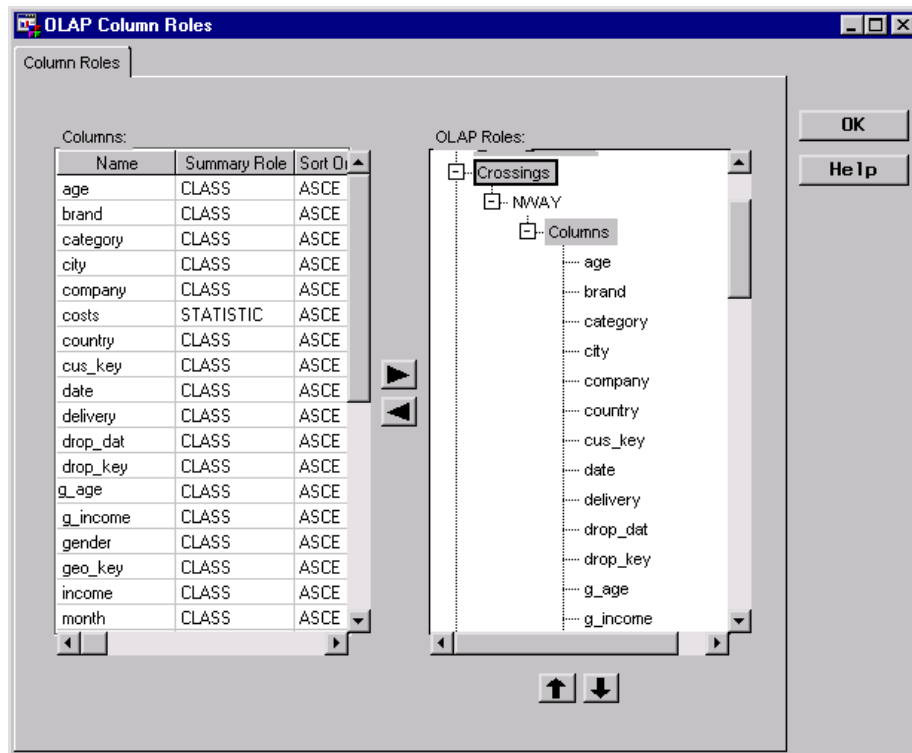 OLAP Column Roles
Column Roles
Columns:
Name Summary Role Sort Or
age CLASS ASCE
brand CLASS ASCE
category CLASS ASCE
city CLASS ASCE
company CLASS ASCE
costs STATISTIC ASCE
country CLASS ASCE
cus_key CLASS ASCE
date CLASS ASCE
delivery CLASS ASCE
drop_dat CLASS ASCE
drop_key CLASS ASCE
g_age CLASS ASCE
g_income CLASS ASCE
gender CLASS ASCE
geo_key CLASS ASCE
income CLASS ASCE
month CLASS ASCE
OLAP Roles:
Crossings
NWAY
Columns
age
brand
category
city
company
country
cus_key
date
delivery
drop_dat
drop_key
g_age
g_income
OK
Help